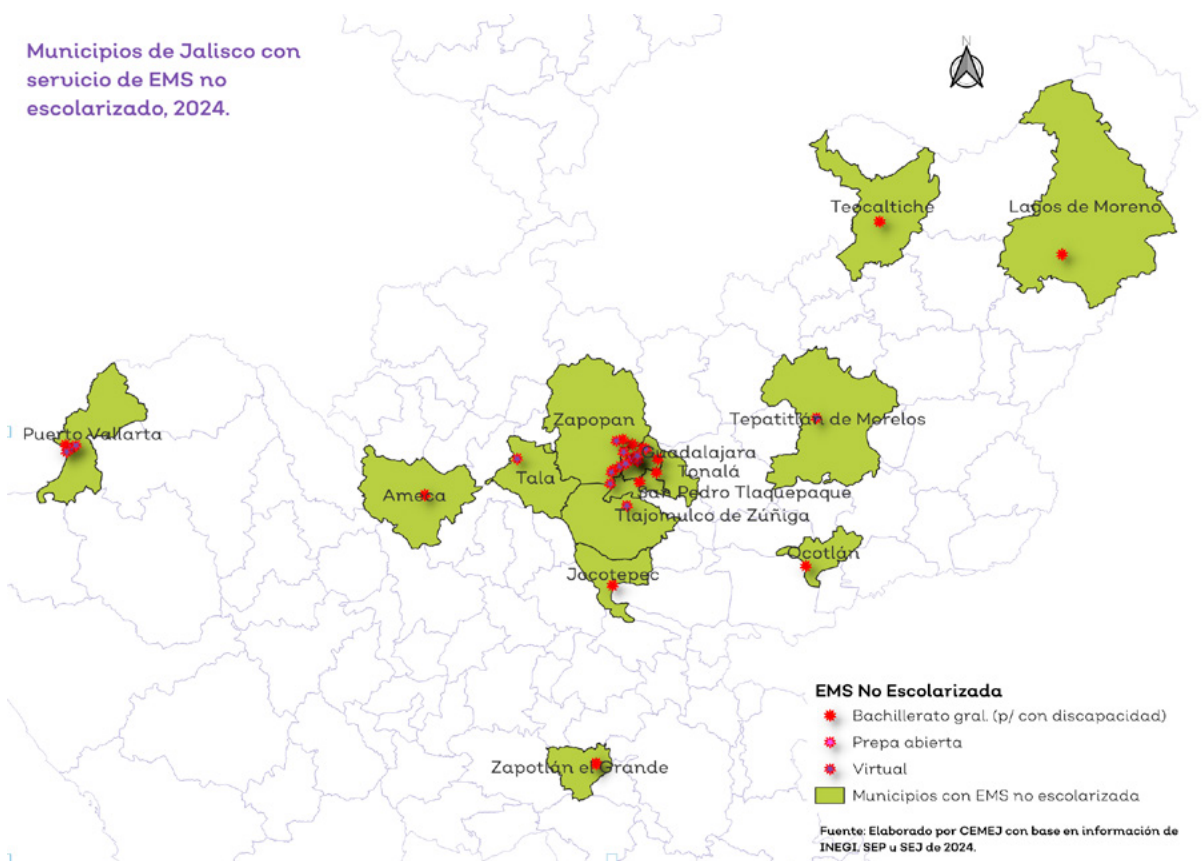 Municipios de Jalisco con
servicio de EMS no
escolarizado, 2024.
N
Teocaltiche
Lagos de Moreno
Zapopan
Tepatitlán de Morelos
Puerto Vallarta
Guadalajara
Tala
Tonalá
Ameca
San Pedro Tlaquepaque
Tlajomulco de Zúñiga
Ocotlán
Jocotepec
Zapotlán el Grande
EMS No Escolarizada
Bachillerato gral. (p/ con discapacidad)
Prepa abierta
Virtual
Municipios con EMS no escolarizada
Fuente: Elaborado por CEMEJ con base en información de
INEGI, SEP y SEJ de 2024.